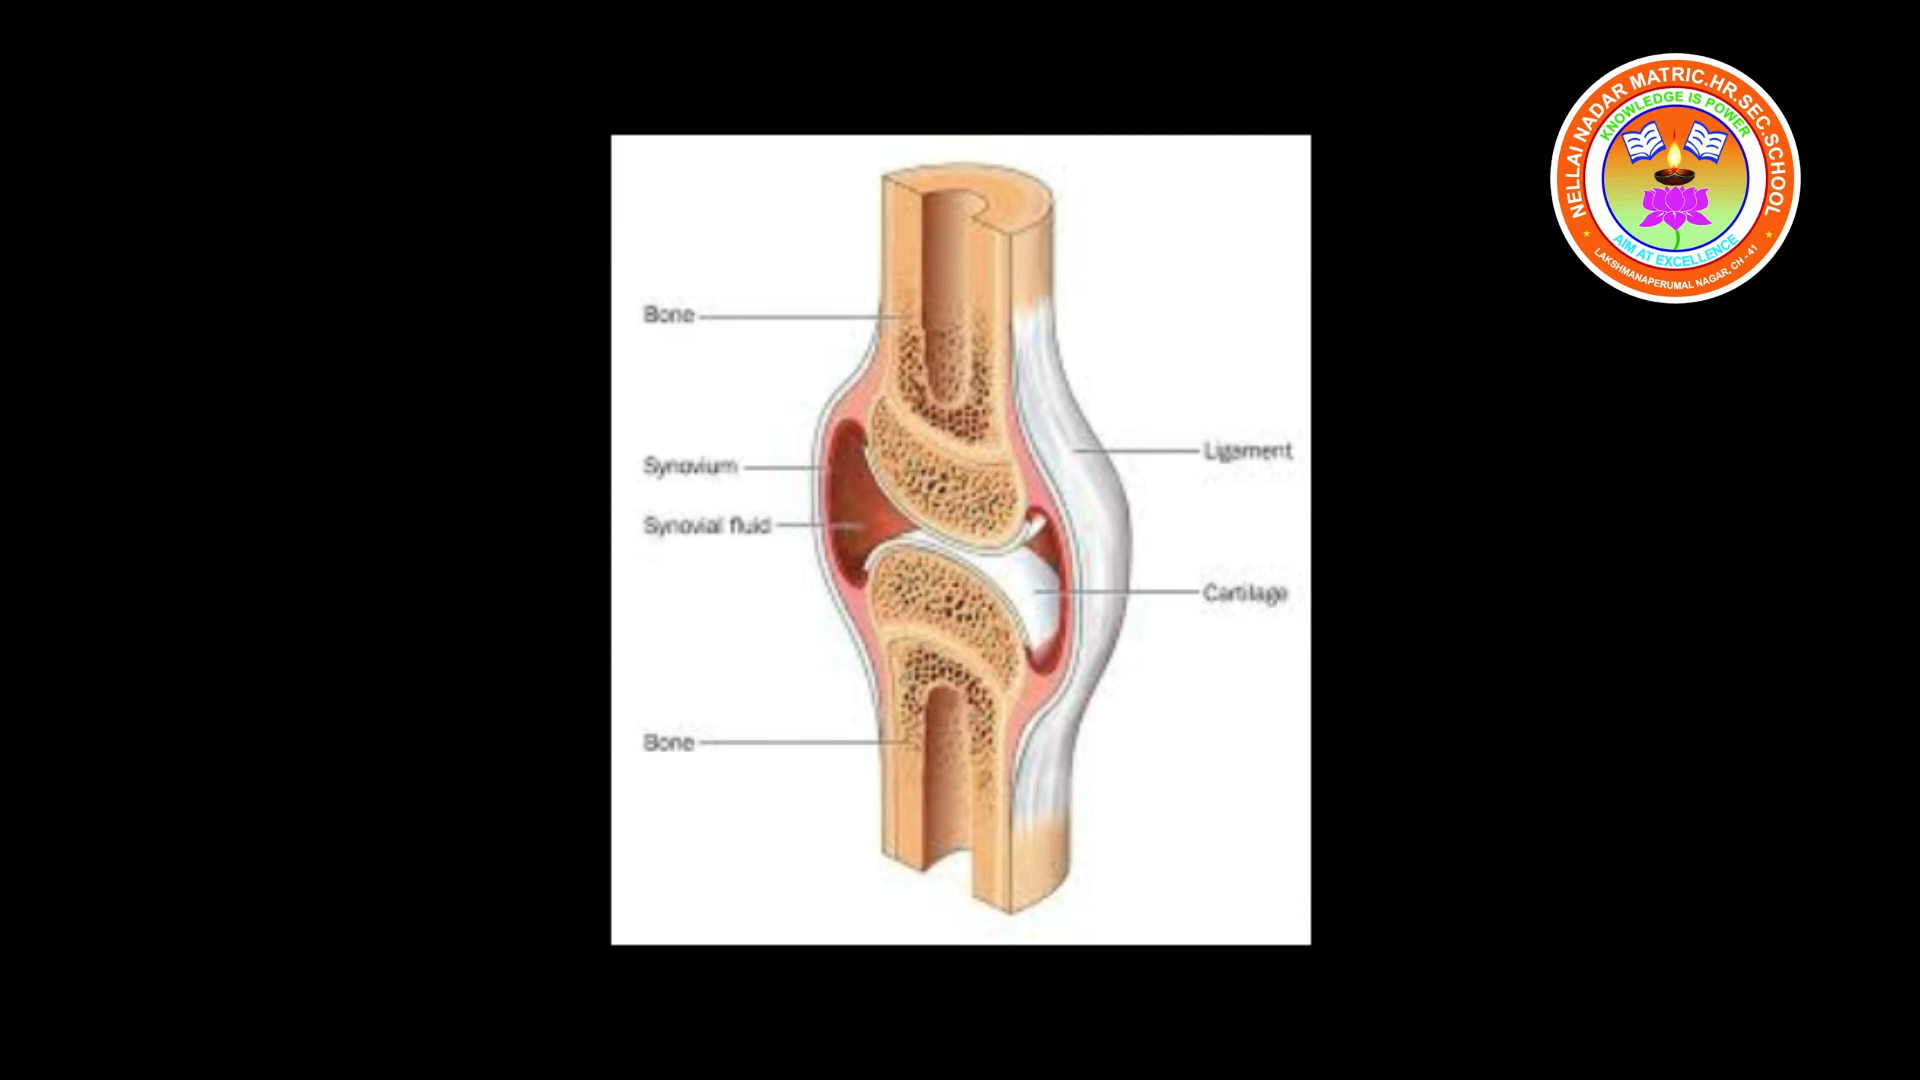 NELLAI NADAR MATRIC.HR.SEC.SCHOOL
KNOWLEDGE IS POWER
AIM AT EXCELLENCE
LAKSHMANAPERUMAL NAGAR, CH - 41
Bone
Ligament
Synovium
Synovial fluid
Cartilage
Bone